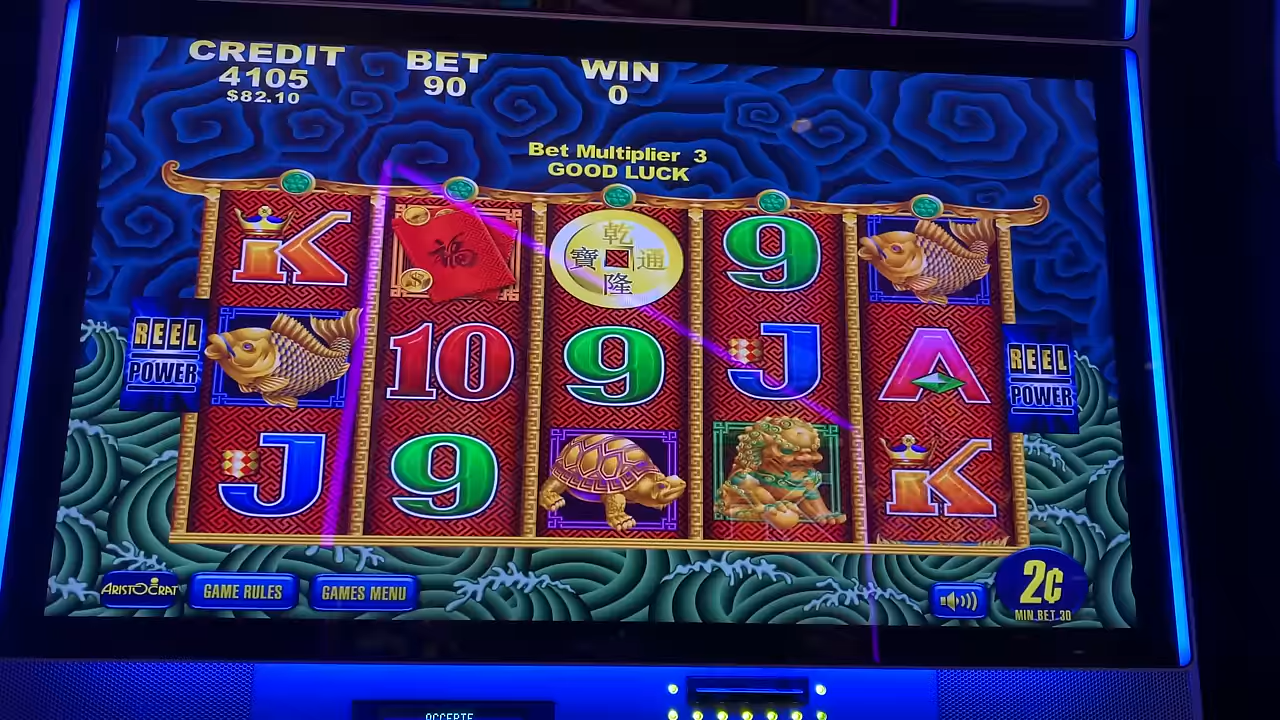 CREDIT
4105
$82.10
BET
90
WIN
0
Bet Multiplier 3
GOOD LUCK
K
福
$
乾
寶 通
隆
9
REEL
POWER
10
9
J
A
REEL
POWER
J
9
K
ARISTOCRAT
GAME RULES
GAMES MENU
2¢
MIN BET 30
ACCEPTE